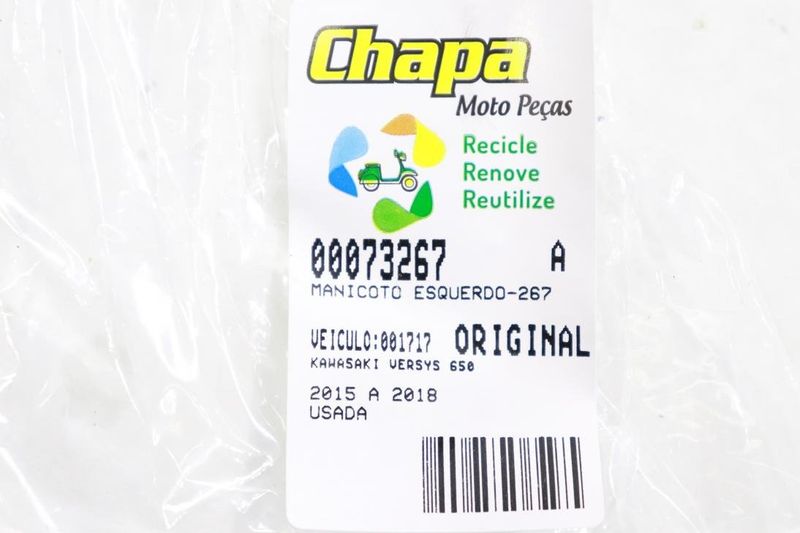 Chapa
Moto Peças
Recicle
Renove
Reutilize
00073267 A
MANICOTO ESQUERDO-267
VEICULO:001717 ORIGINAL
KAWASAKI VERSYS 650
2015 A 2018
USADA